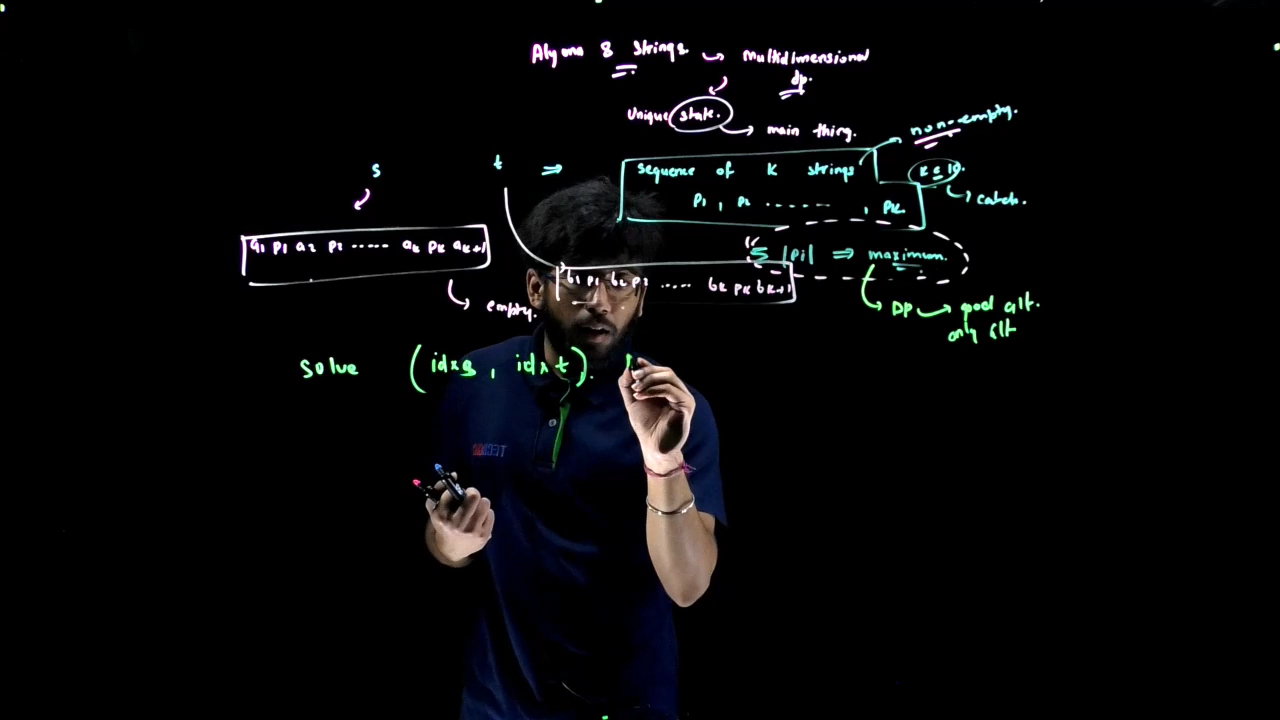 Alyona & Strings → multidimensional
dp.
Unique state. → main thing.
non-empty.
s t ⇒ sequence of k strings k ≤ 10.
p1, p2 ......., pk.
catch.
a1 p1 a2 p2 ..... ak pk ak+1
Σ |pi| ⇒ maximum.
b1 p1 b2 p2 ..... bk pk bk+1
empty.
DP → good alt.
only alt
solve (idxs, idxt).